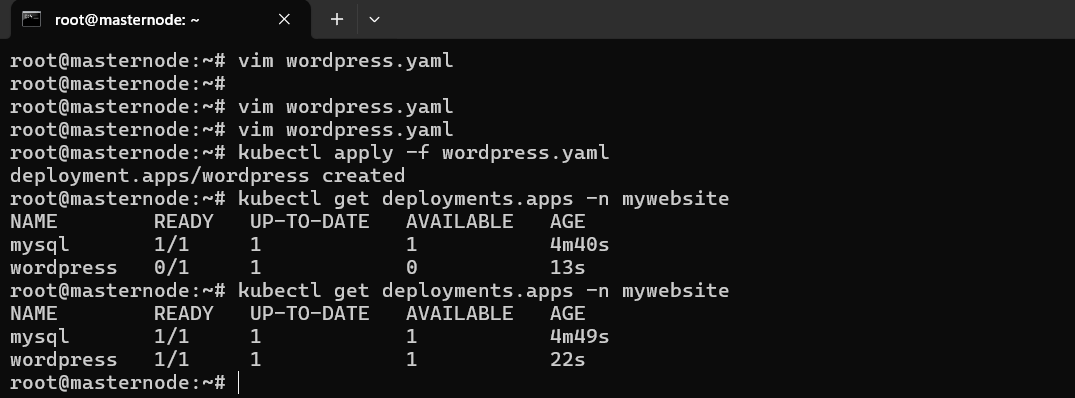 root@masternode: ~
root@masternode:~# vim wordpress.yaml
root@masternode:~#
root@masternode:~# vim wordpress.yaml
root@masternode:~# vim wordpress.yaml
root@masternode:~# kubectl apply -f wordpress.yaml
deployment.apps/wordpress created
root@masternode:~# kubectl get deployments.apps -n mywebsite
NAME        READY   UP-TO-DATE   AVAILABLE   AGE
mysql       1/1     1            1           4m40s
wordpress   0/1     1            0           13s
root@masternode:~# kubectl get deployments.apps -n mywebsite
NAME        READY   UP-TO-DATE   AVAILABLE   AGE
mysql       1/1     1            1           4m49s
wordpress   1/1     1            1           22s
root@masternode:~#